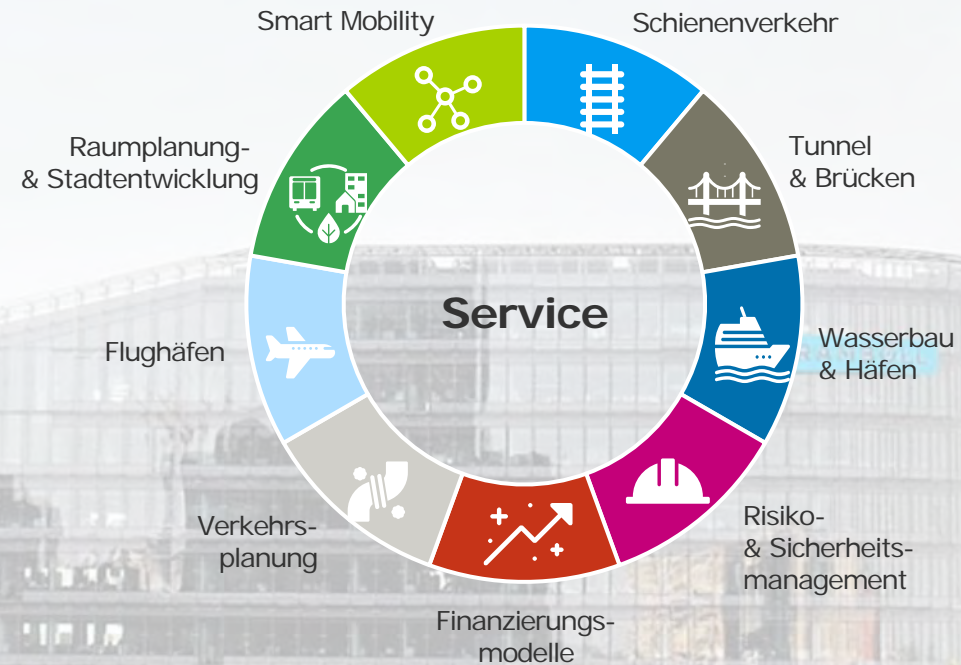 Smart Mobility
Schienenverkehr
Tunnel
& Brücken
Wasserbau
& Häfen
Risiko-
& Sicherheits-
management
Finanzierungs-
modelle
Verkehrs-
planung
Flughäfen
Raumplanung-
& Stadtentwicklung
Service